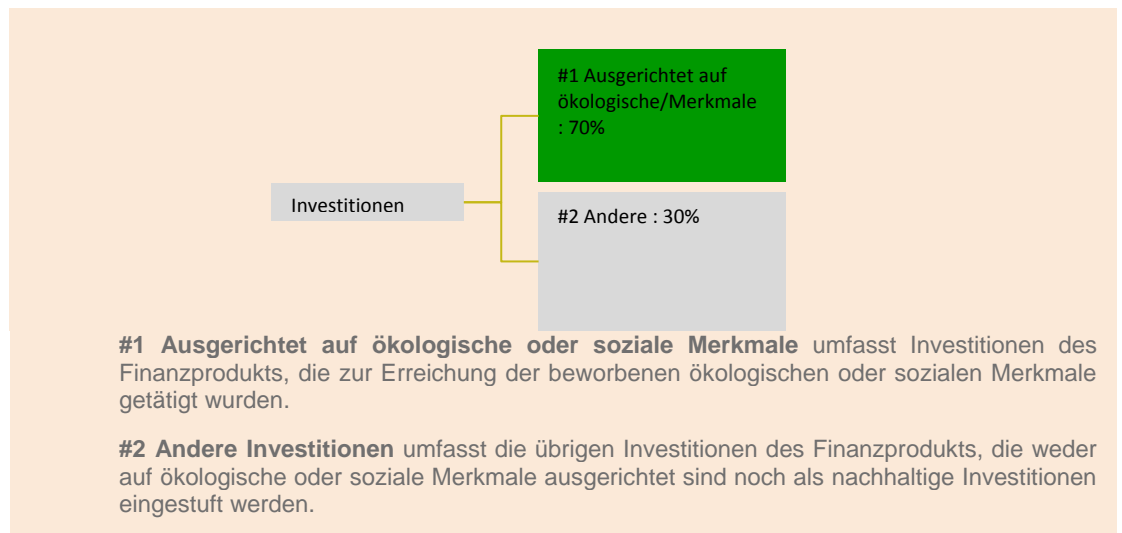 #1 Ausgerichtet auf
ökologische/Merkmale
: 70%
Investitionen
#2 Andere : 30%
#1 Ausgerichtet auf ökologische oder soziale Merkmale umfasst Investitionen des
Finanzprodukts, die zur Erreichung der beworbenen ökologischen oder sozialen Merkmale
getätigt wurden.
#2 Andere Investitionen umfasst die übrigen Investitionen des Finanzprodukts, die weder
auf ökologische oder soziale Merkmale ausgerichtet sind noch als nachhaltige Investitionen
eingestuft werden.